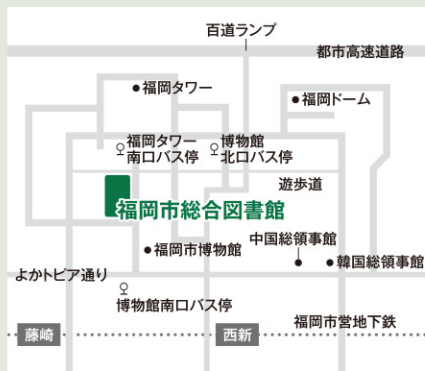 百道ランプ
都市高速道路
福岡タワー
福岡ドーム
福岡タワー
南口バス停
博物館
北口バス停
遊歩道
福岡市総合図書館
中国総領事館
福岡市博物館
韓国総領事館
よかトピア通り
博物館南口バス停
福岡市営地下鉄
藤崎
西新